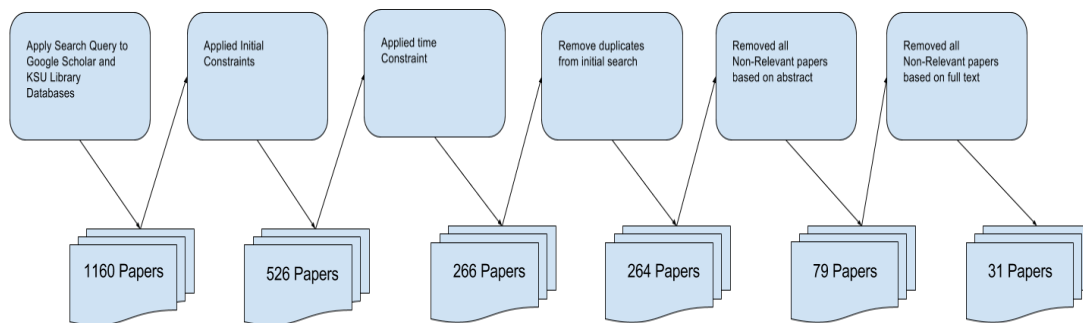 Apply Search Query to
Google Scholar and
KSU Library
Databases
Applied Initial
Constraints
Applied time
Constraint
Remove duplicates
from initial search
Removed all
Non-Relevant papers
based on abstract
Removed all
Non-Relevant papers
based on full text
1160 Papers
526 Papers
266 Papers
264 Papers
79 Papers
31 Papers